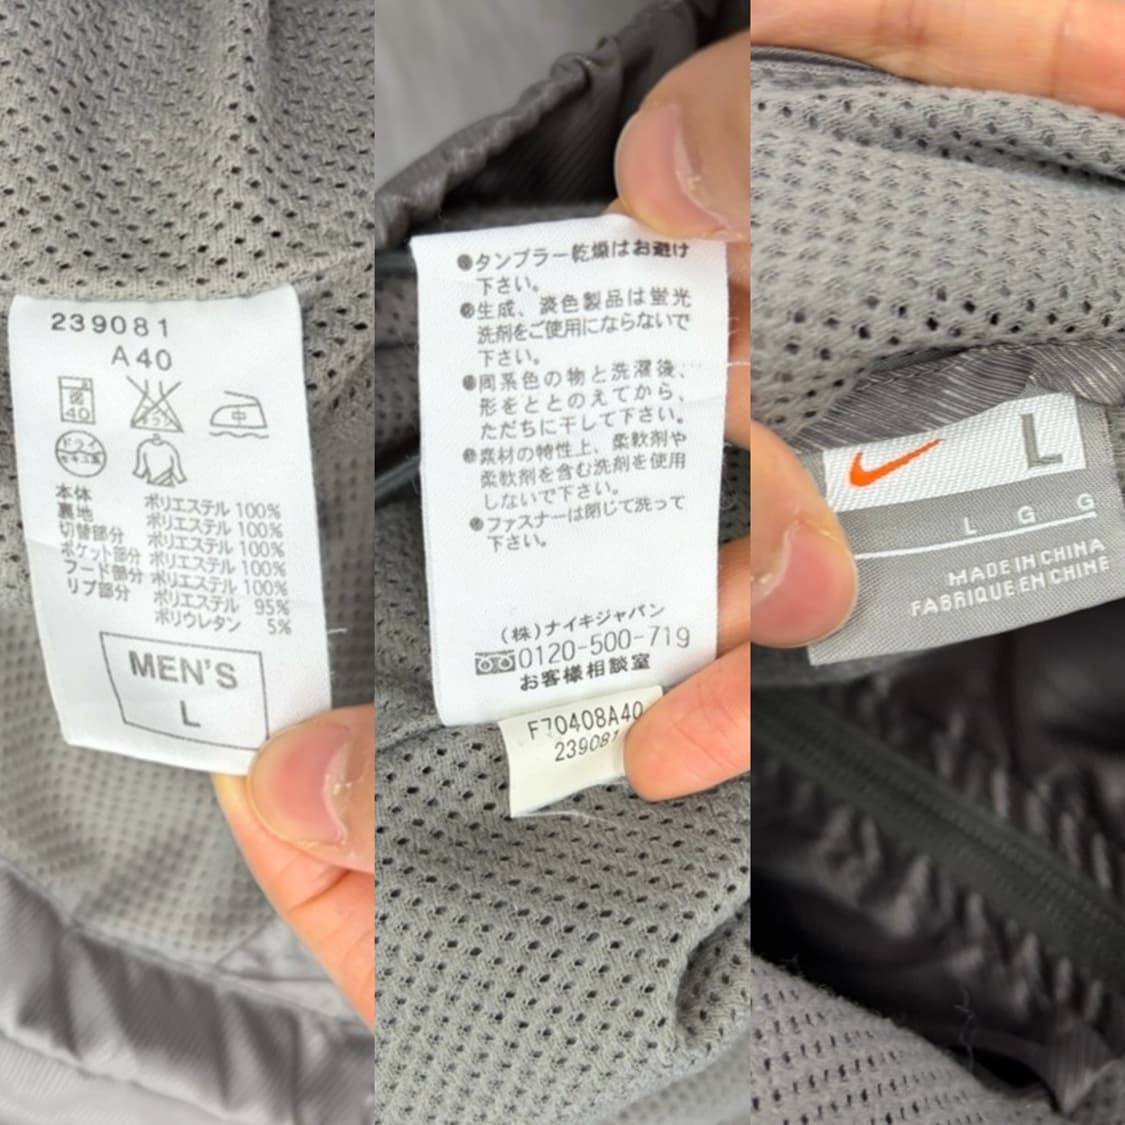 239081
A40
40
中
ドライ
セキユ系
本体 ポリエステル 100%
裏地 ポリエステル 100%
切替部分 ポリエステル 100%
ポケット部分 ポリエステル 100%
フード部分 ポリエステル 100%
リブ部分 ポリエステル 95%
ポリウレタン 5%
MEN'S
L
●タンブラー乾燥はお避け
下さい。
●生成、淡色製品は蛍光
洗剤をご使用にならないで
下さい。
●同系色の物と洗濯後、
形をととのえてから、
ただちに干して下さい。
●素材の特性上、柔軟剤や
柔軟剤を含む洗剤を使用
しないで下さい。
●ファスナーは閉じて洗って
下さい。
(株)ナイキジャパン
0120-500-719
お客様相談室
F70408A40
239081
L
L G G
MADE IN CHINA
FABRIQUE EN CHINE